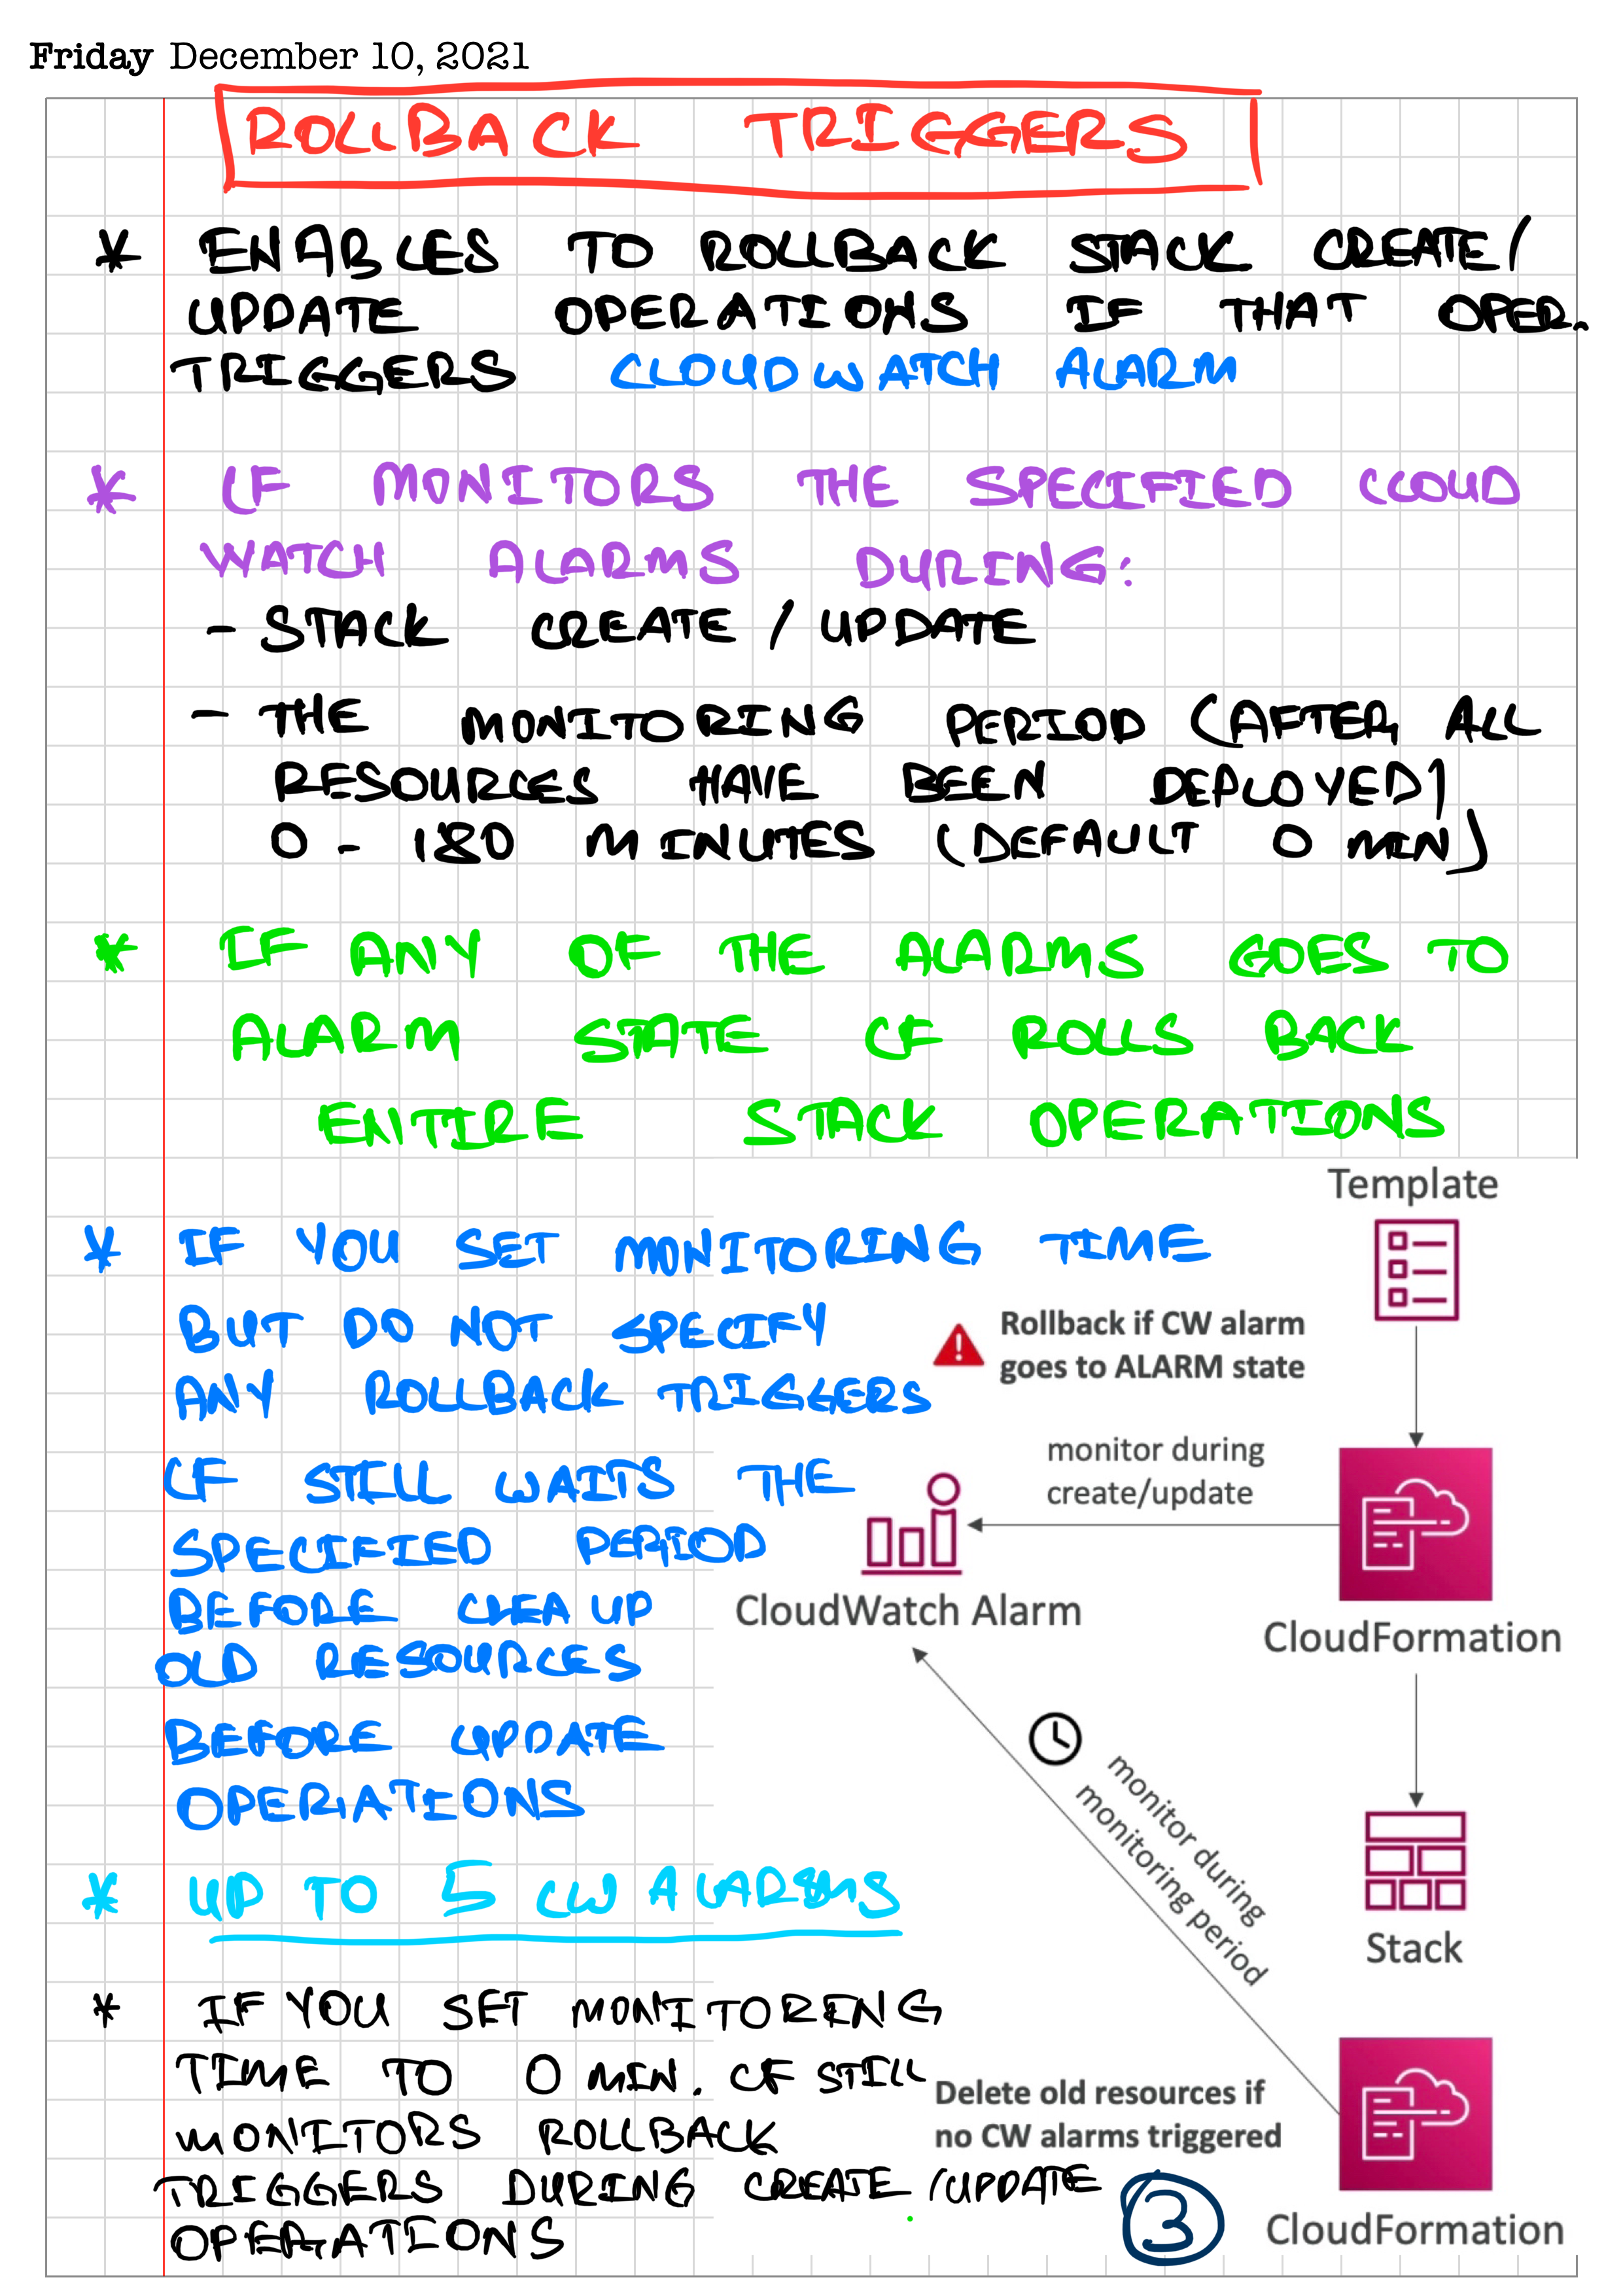 Friday December 10, 2021
ROLLBACK TRIGGERS
* ENABLES TO ROLLBACK STACK CREATE/
UPDATE OPERATIONS IF THAT OPER.
TRIGGERS CLOUDWATCH ALARM
* CF MONITORS THE SPECIFIED CLOUD
WATCH ALARMS DURING:
- STACK CREATE / UPDATE
- THE MONITORING PERIOD (AFTER ALL
RESOURCES HAVE BEEN DEPLOYED)
0 - 180 MINUTES (DEFAULT 0 MIN)
* IF ANY OF THE ALARMS GOES TO
ALARM STATE CF ROLLS BACK
ENTIRE STACK OPERATIONS
* IF YOU SET MONITORING TIME
BUT DO NOT SPECIFY
ANY ROLLBACK TRIGGERS
CF STILL WAITS THE
SPECIFIED PERIOD
BEFORE CLEA UP
OLD RESOURCES
BEFORE UPDATE
OPERATIONS
* UP TO 5 CW ALARMS
* IF YOU SET MONITORING
TIME TO 0 MIN. CF STILL
MONITORS ROLLBACK
TRIGGERS DURING CREATE /UPDATE
OPERATIONS
Template
Rollback if CW alarm
goes to ALARM state
monitor during
create/update
CloudWatch Alarm
CloudFormation
monitor during
monitoring period
Stack
Delete old resources if
no CW alarms triggered
3
CloudFormation